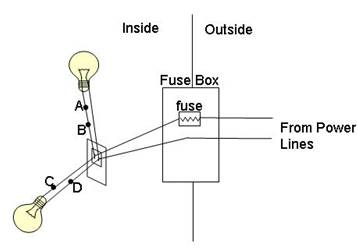 Inside
Outside
Fuse Box
fuse
A
B
From Power
Lines
C
D